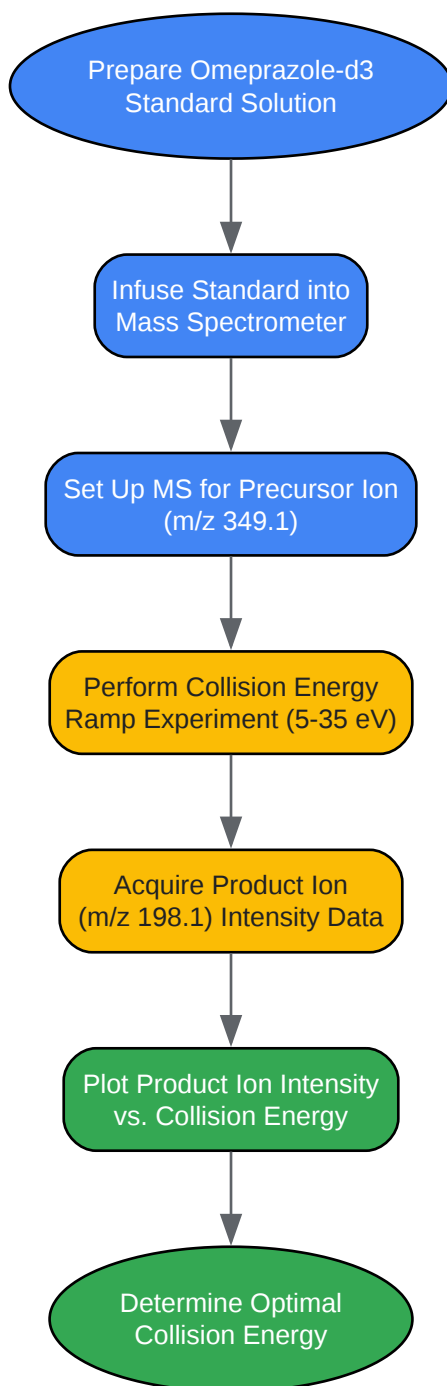 Prepare Omeprazole-d3
Standard Solution
Infuse Standard into
Mass Spectrometer
Set Up MS for Precursor Ion
(m/z 349.1)
Perform Collision Energy
Ramp Experiment (5-35 eV)
Acquire Product Ion
(m/z 198.1) Intensity Data
Plot Product Ion Intensity
vs. Collision Energy
Determine Optimal
Collision Energy